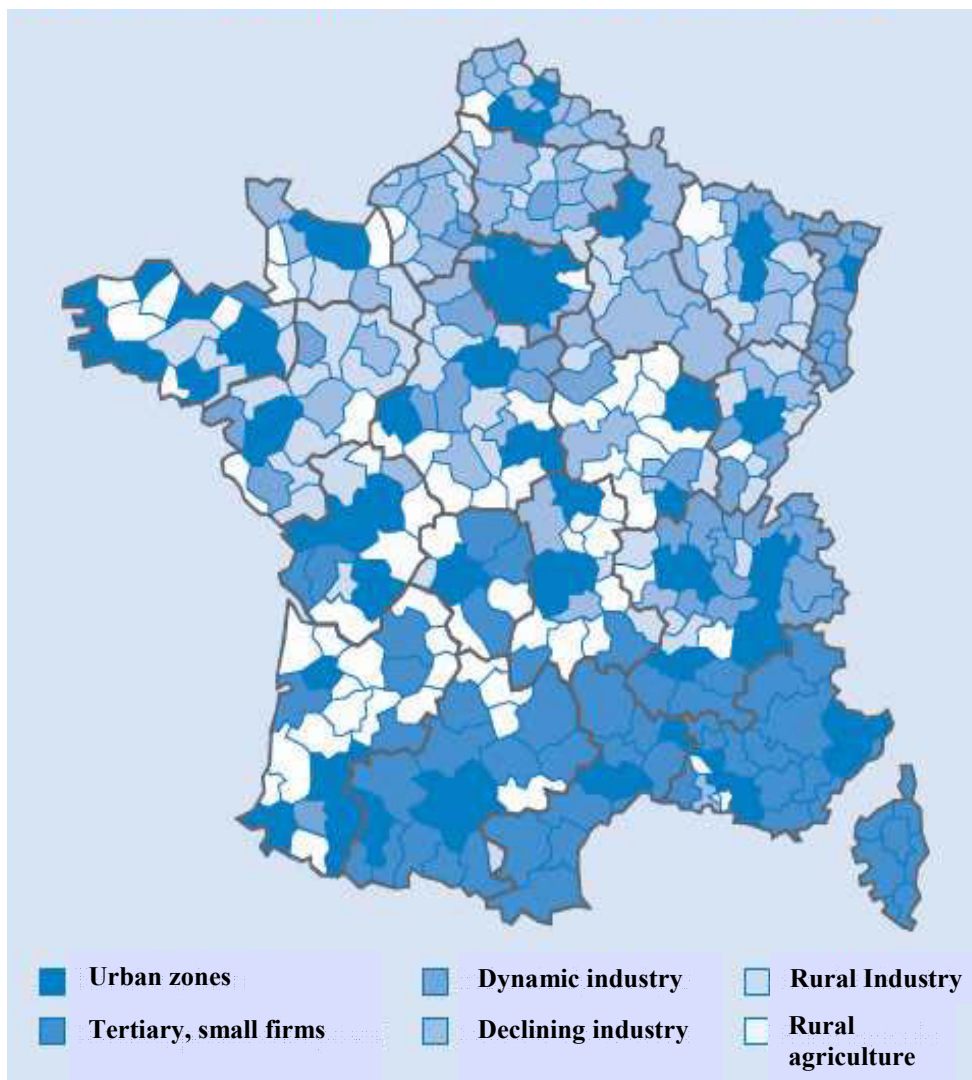 Urban zones
Dynamic industry
Rural Industry
Tertiary, small firms
Declining industry
Rural
agriculture